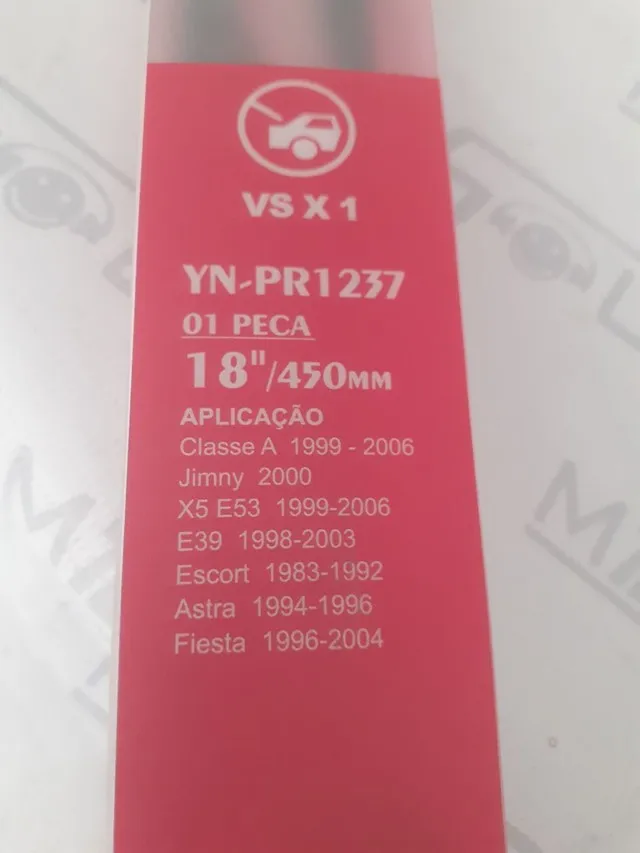 VS X 1
YN-PR1237
01 PECA
18"/450MM
APLICAÇÃO
Classe A 1999 - 2006
Jimny 2000
X5 E53 1999-2006
E39 1998-2003
Escort 1983-1992
Astra 1994-1996
Fiesta 1996-2004